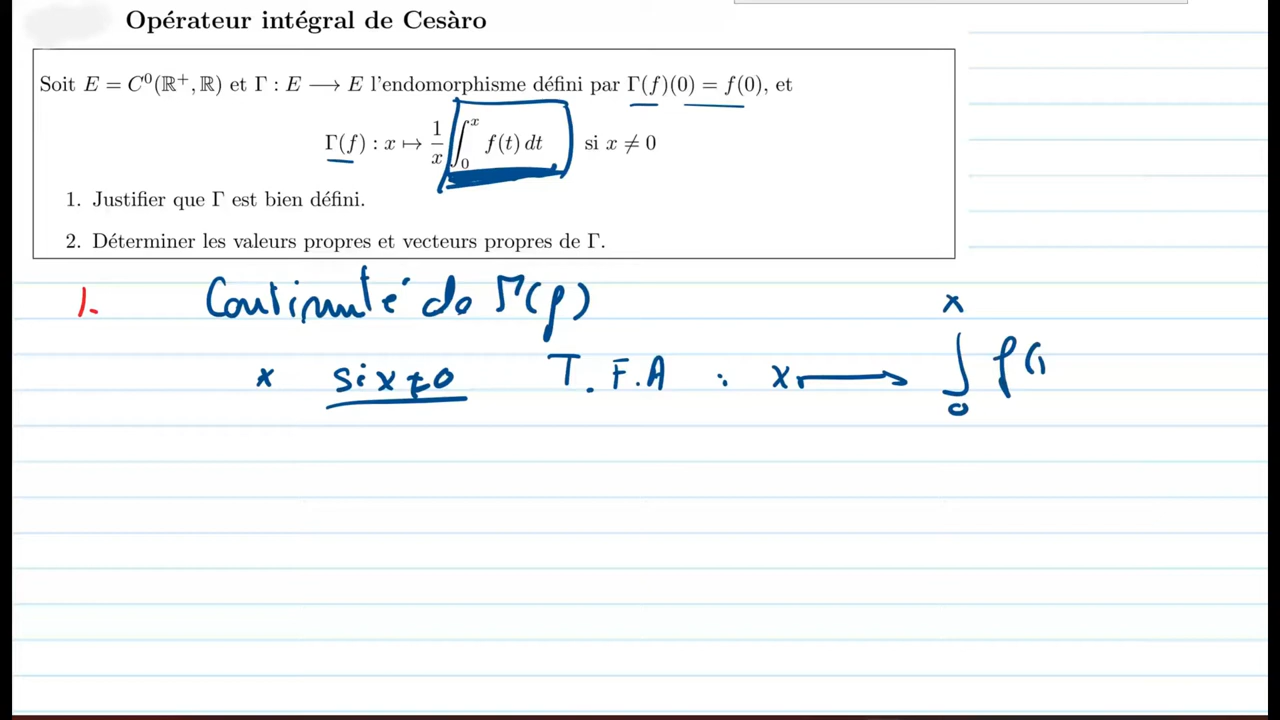 Opérateur intégral de Cesàro
Soit E = C⁰(ℝ⁺, ℝ) et Γ : E ⟶ E l'endomorphisme défini par Γ(f)(0) = f(0), et
Γ(f) : x ↦ 1/x ∫₀ˣ f(t) dt si x ≠ 0
1. Justifier que Γ est bien défini.
2. Déterminer les valeurs propres et vecteurs propres de Γ.
1. Continuité de Γ(f)
* si x ≠ 0 T.F.A : x ⟼ ∫₀ˣ f(